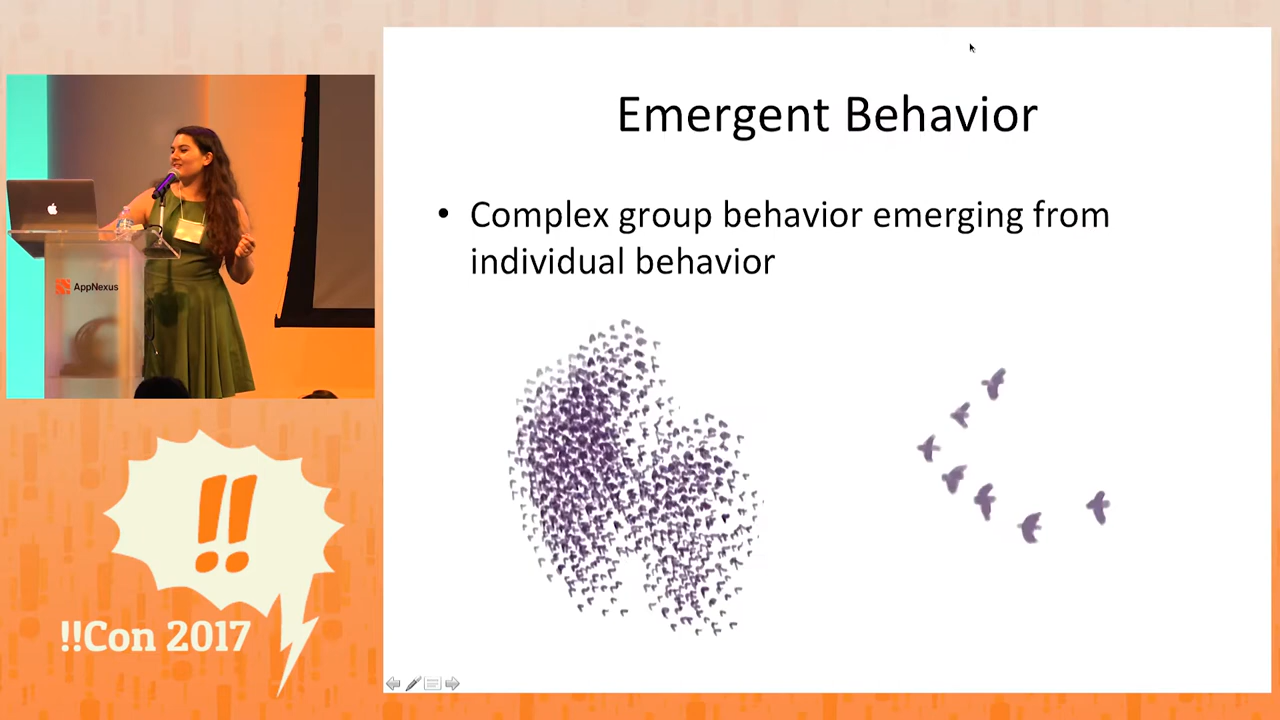 Emergent Behavior
• Complex group behavior emerging from
individual behavior
AppNexus
!!
!!Con 2017